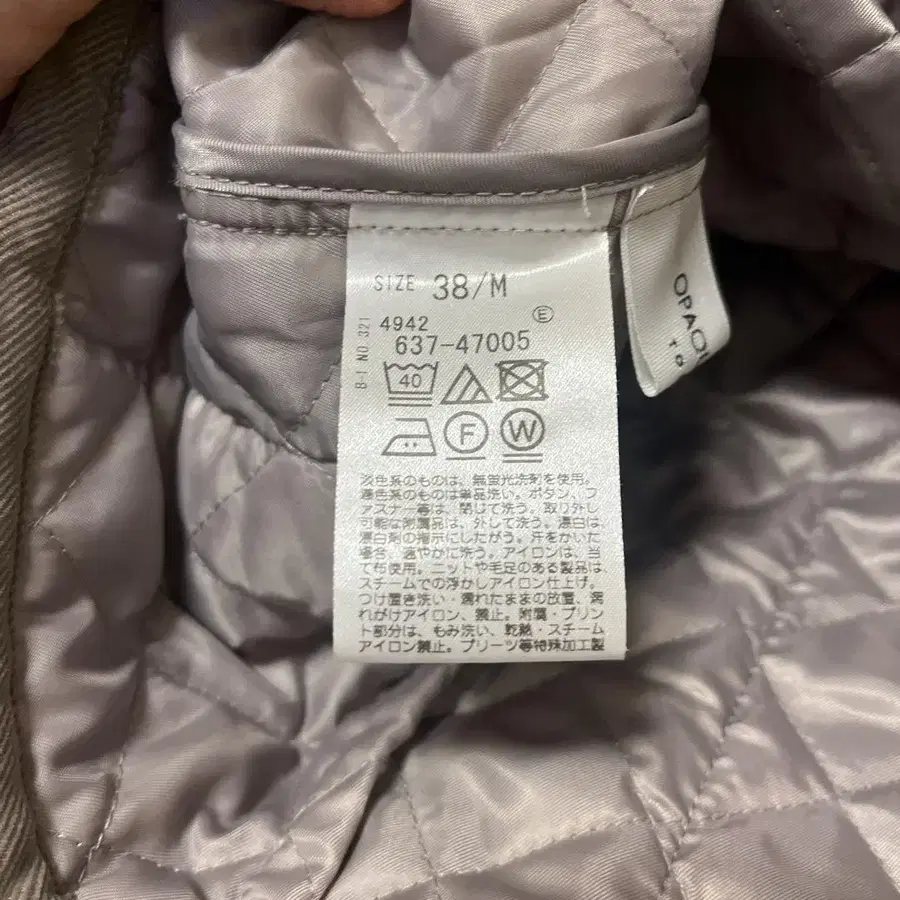 SIZE 38/M
B-I NO 321
4942
Ⓔ
637-47005
40
F
W
淡色系のものは、無蛍光洗剤を使用。
濃色系のものは単品洗い。ボタン、フ
ァスナー等は、閉じて洗う。取り外し
可能な附属品は、外して洗う。漂白は、
漂白剤の指示にしたがう。汗をかいた
場合、速やかに洗う。アイロンは、当
て布使用。ニットや毛足のある製品は、
スチームでの浮かしアイロン仕上げ。
つけ置き洗い・濡れたままの放置、濡
れがけアイロン、禁止。附属・プリン
ト部分は、もみ洗い、乾燥・スチーム
アイロン禁止。プリーツ等特殊加工製
OPAQU
TO